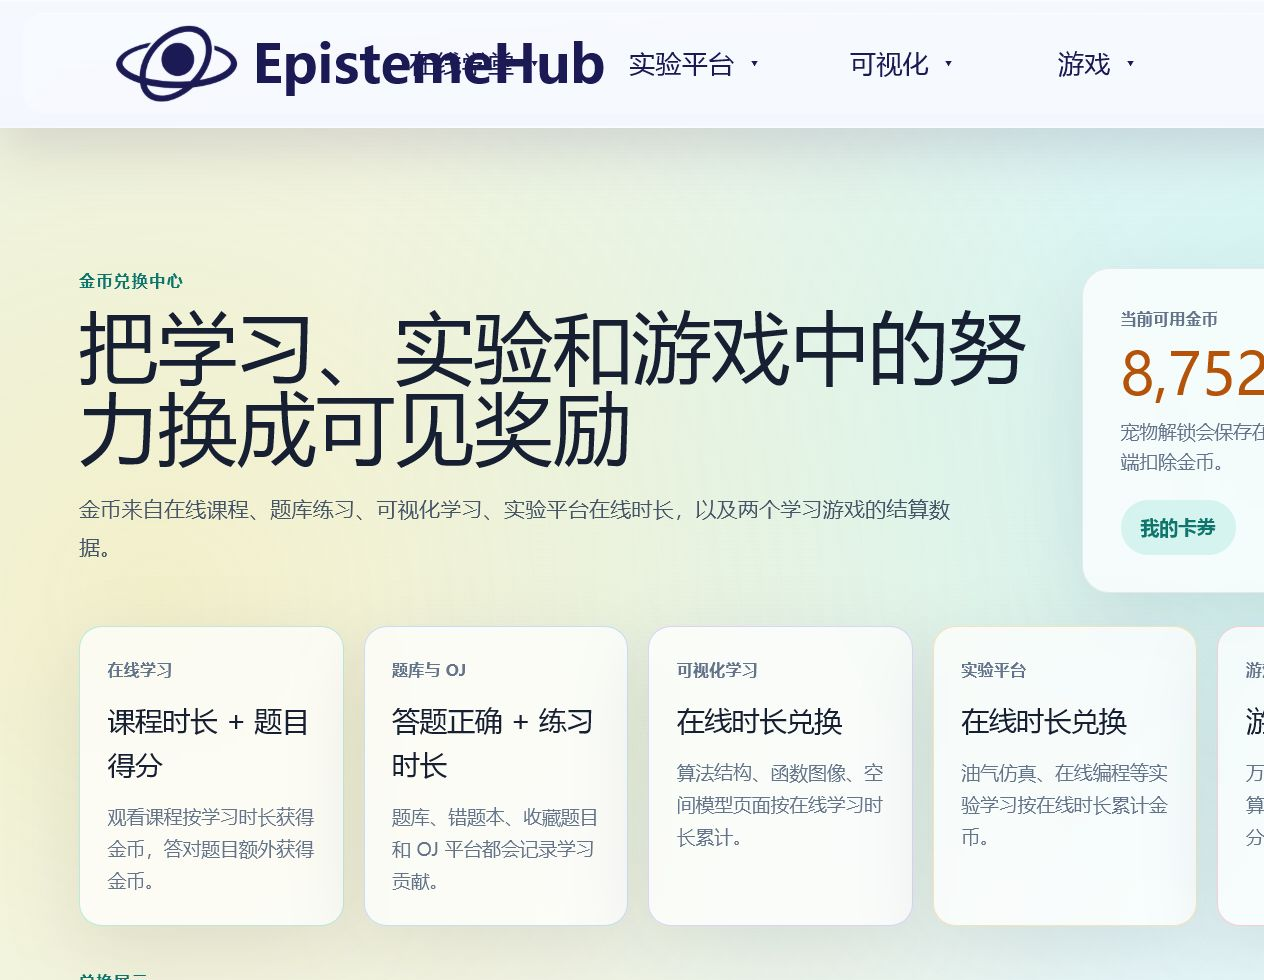 EpistemeHub
在线学堂
实验平台
可视化
游戏
金币兑换中心
把学习、实验和游戏中的努
力换成可见奖励
金币来自在线课程、题库练习、可视化学习、实验平台在线时长，以及两个学习游戏的结算数
据。
当前可用金币
8,752
宠物解锁会保存在
端扣除金币。
我的卡券
在线学习
课程时长 + 题目
得分
观看课程按学习时长获得
金币，答对题目额外获得
金币。
题库与 OJ
答题正确 + 练习
时长
题库、错题本、收藏题目
和 OJ 平台都会记录学习
贡献。
可视化学习
在线时长兑换
算法结构、函数图像、空
间模型页面按在线学习时
长累计。
实验平台
在线时长兑换
油气仿真、在线编程等实
验学习按在线时长累计金
币。
游
游
万
算
分